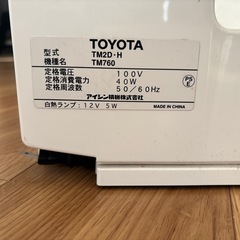 TOYOTA
型式 TM2D-H
機種名 TM760
定格電圧 100V
定格消費電力 40W
定格周波数 50/60Hz
アイシン精機株式会社
白熱ランプ:12V 5W MADE IN CHINA